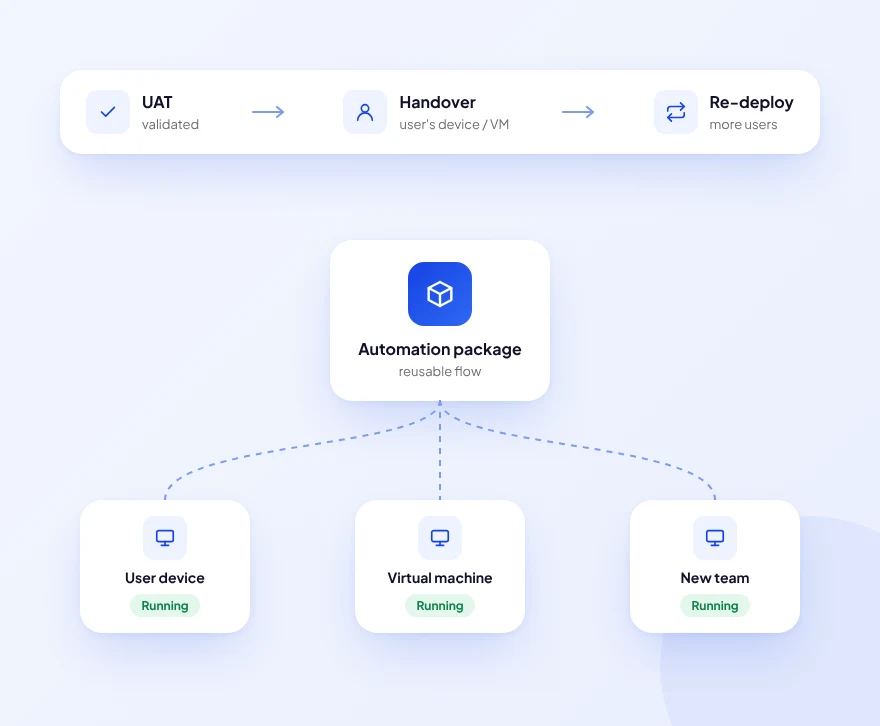 UAT
validated
Handover
user's device / VM
Re-deploy
more users
Automation package
reusable flow
User device
Running
Virtual machine
Running
New team
Running